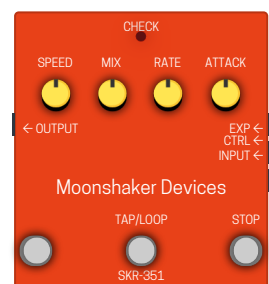 CHECK
SPEED MIX RATE ATTACK
← OUTPUT
EXP ←
CTRL ←
INPUT ←
Moonshaker Devices
TAP/LOOP STOP
SKR-351